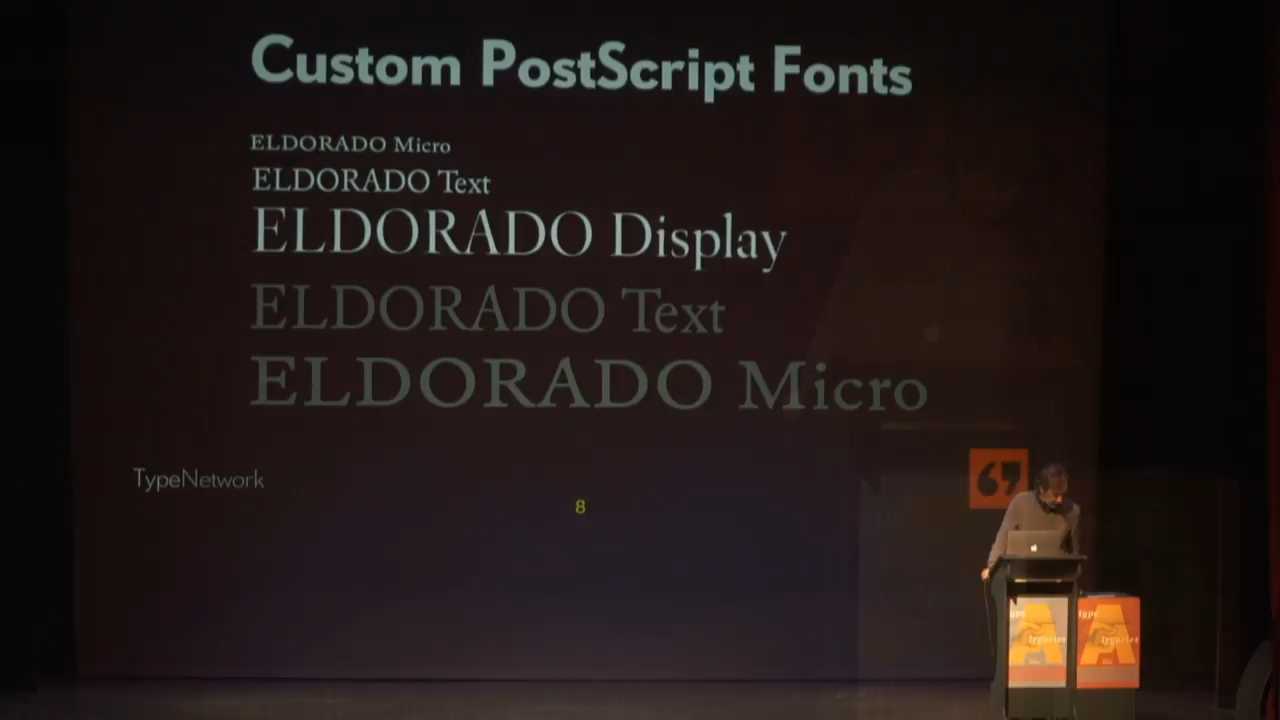 Custom PostScript Fonts
ELDORADO Micro
ELDORADO Text
ELDORADO Display
ELDORADO Text
ELDORADO Micro
TypeNetwork
8